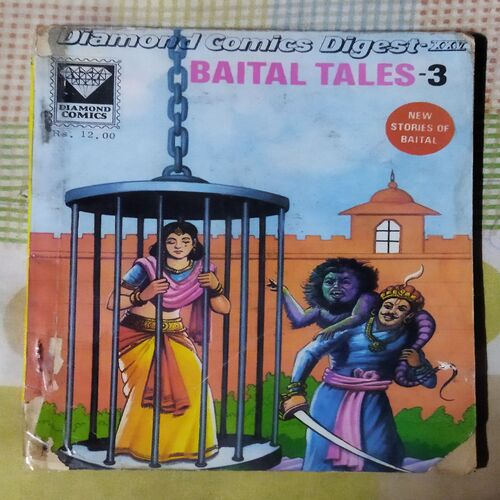 Diamond Comics Digest-XXV
BAITAL TALES-3
DIAMOND
COMICS
Rs. 12.00
NEW
STORIES OF
BAITAL